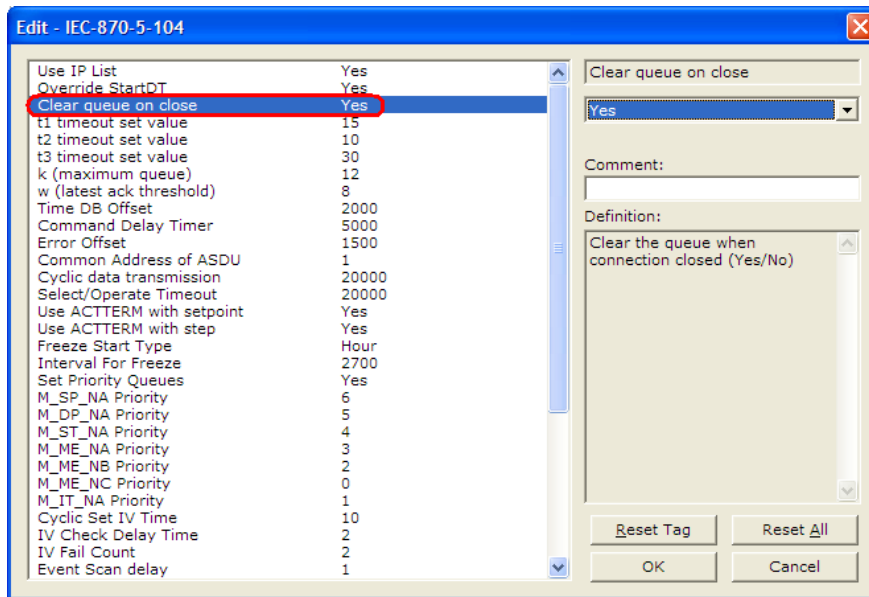 Edit - IEC-870-5-104
Use IP List Yes
Override StartDT Yes
Clear queue on close Yes
t1 timeout set value 15
t2 timeout set value 10
t3 timeout set value 30
k (maximum queue) 12
w (latest ack threshold) 8
Time DB Offset 2000
Command Delay Timer 5000
Error Offset 1500
Common Address of ASDU 1
Cyclic data transmission 20000
Select/Operate Timeout 20000
Use ACTTERM with setpoint Yes
Use ACTTERM with step Yes
Freeze Start Type Hour
Interval For Freeze 2700
Set Priority Queues Yes
M_SP_NA Priority 6
M_DP_NA Priority 5
M_ST_NA Priority 4
M_ME_NA Priority 3
M_ME_NB Priority 2
M_ME_NC Priority 0
M_IT_NA Priority 1
Cyclic Set IV Time 10
IV Check Delay Time 2
IV Fail Count 2
Event Scan delay 1
Clear queue on close
Yes
Comment:
Definition:
Clear the queue when
connection closed (Yes/No)
Reset Tag Reset All
OK Cancel